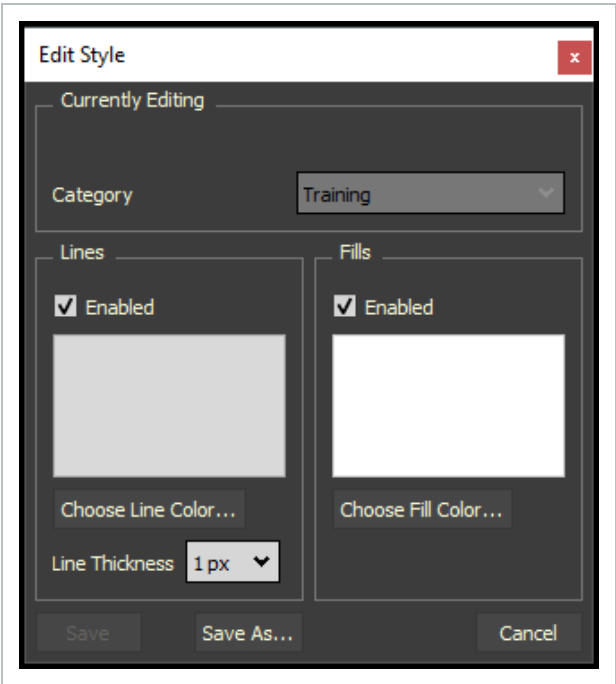 Edit Style
x
Currently Editing
Category
Training
Lines
Enabled
Choose Line Color...
Line Thickness
1 px
Fills
Enabled
Choose Fill Color...
Save
Save As...
Cancel